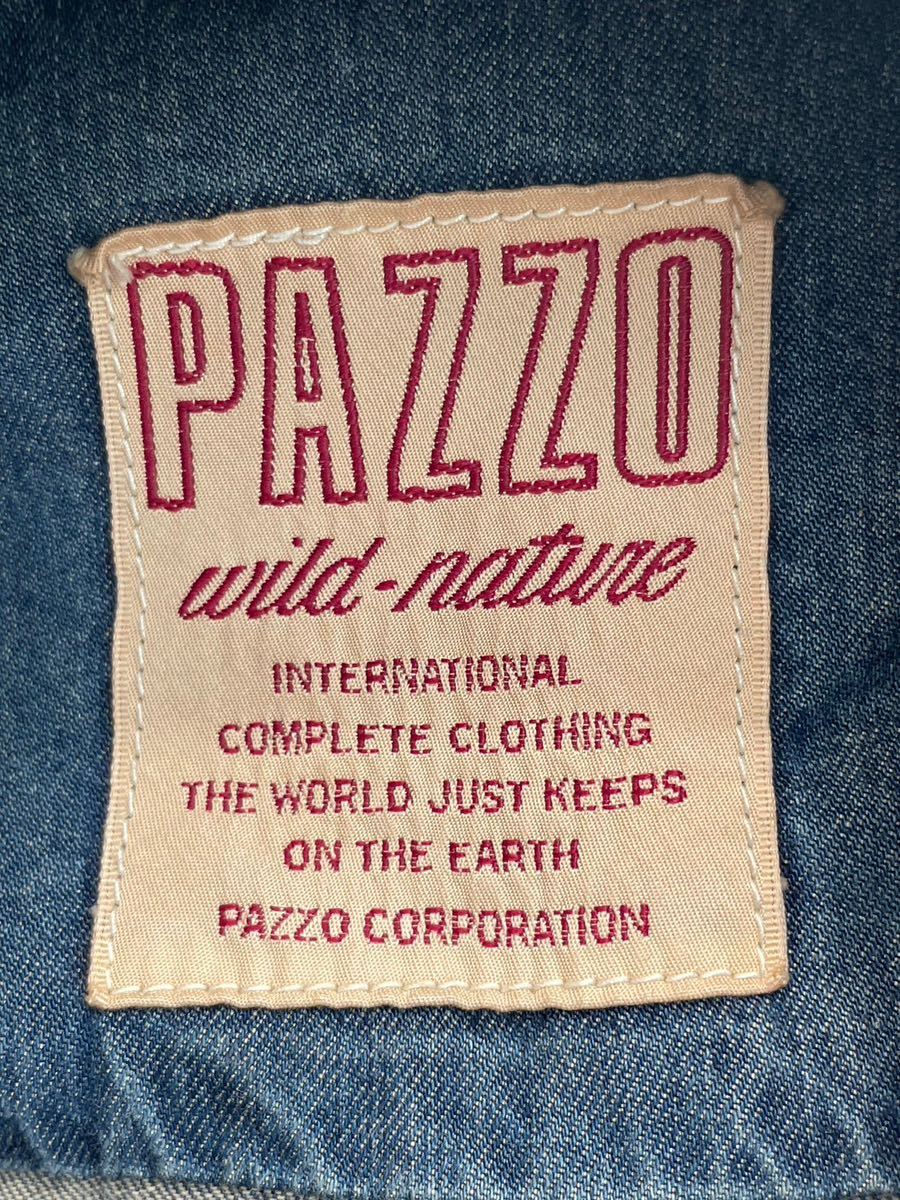 PAZZO
wild-nature
INTERNATIONAL
COMPLETE CLOTHING
THE WORLD JUST KEEPS
ON THE EARTH
PAZZO CORPORATION